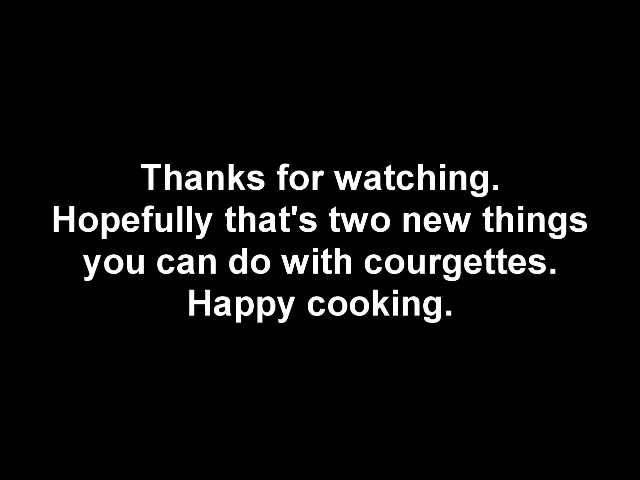 Thanks for watching.
Hopefully that's two new things
you can do with courgettes.
Happy cooking.